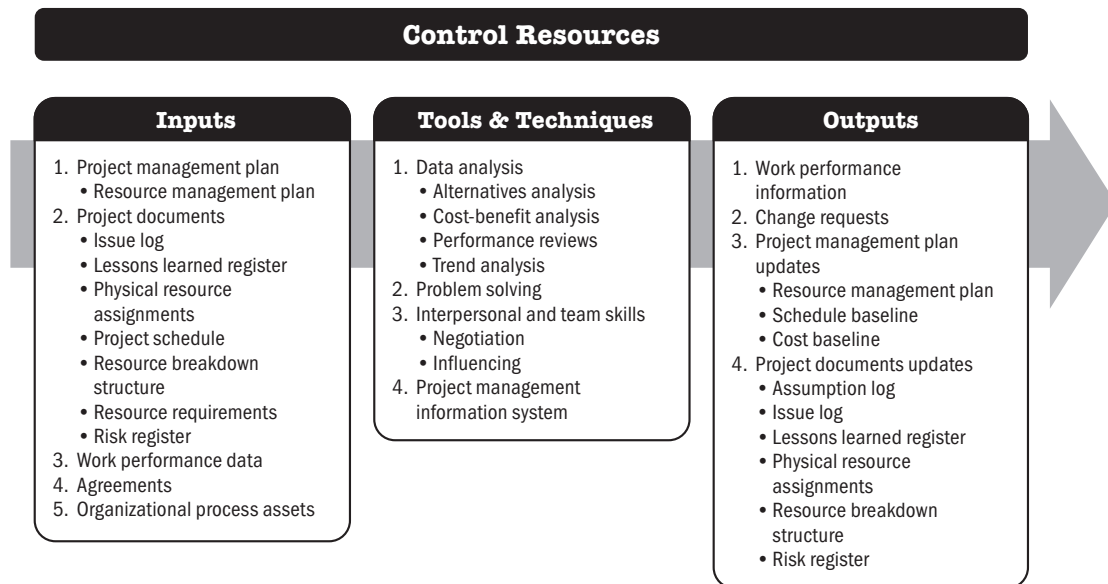 Control Resources
Inputs
1. Project management plan
• Resource management plan
2. Project documents
• Issue log
• Lessons learned register
• Physical resource
assignments
• Project schedule
• Resource breakdown
structure
• Resource requirements
• Risk register
3. Work performance data
4. Agreements
5. Organizational process assets
Tools & Techniques
1. Data analysis
• Alternatives analysis
• Cost-benefit analysis
• Performance reviews
• Trend analysis
2. Problem solving
3. Interpersonal and team skills
• Negotiation
• Influencing
4. Project management
information system
Outputs
1. Work performance
information
2. Change requests
3. Project management plan
updates
• Resource management plan
• Schedule baseline
• Cost baseline
4. Project documents updates
• Assumption log
• Issue log
• Lessons learned register
• Physical resource
assignments
• Resource breakdown
structure
• Risk register